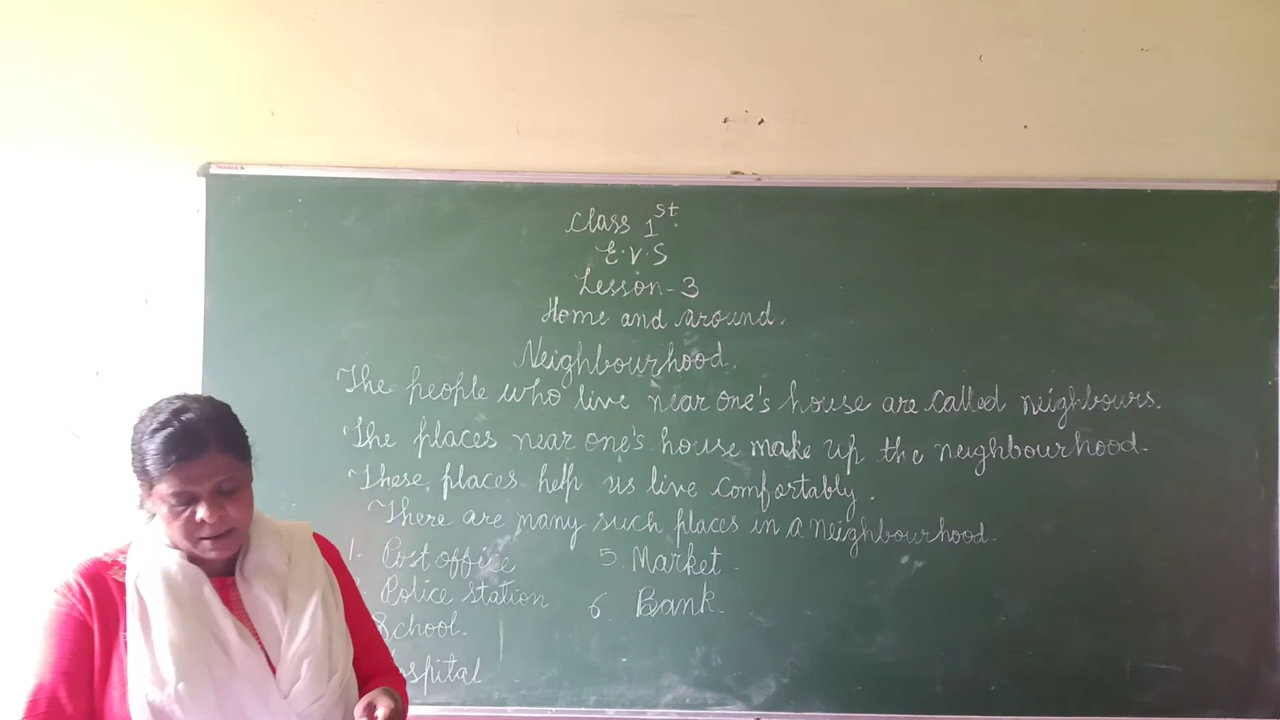 Class 1st.
E.V.S
Lesson-3
Home and around.
Neighbourhood.
The people who live near one's house are called neighbours.
The places near one's house make up the neighbourhood.
These places help us live comfortably.
There are many such places in a neighbourhood.
1. Post office 5. Market.
Police station 6. Bank.
School.
Hospital